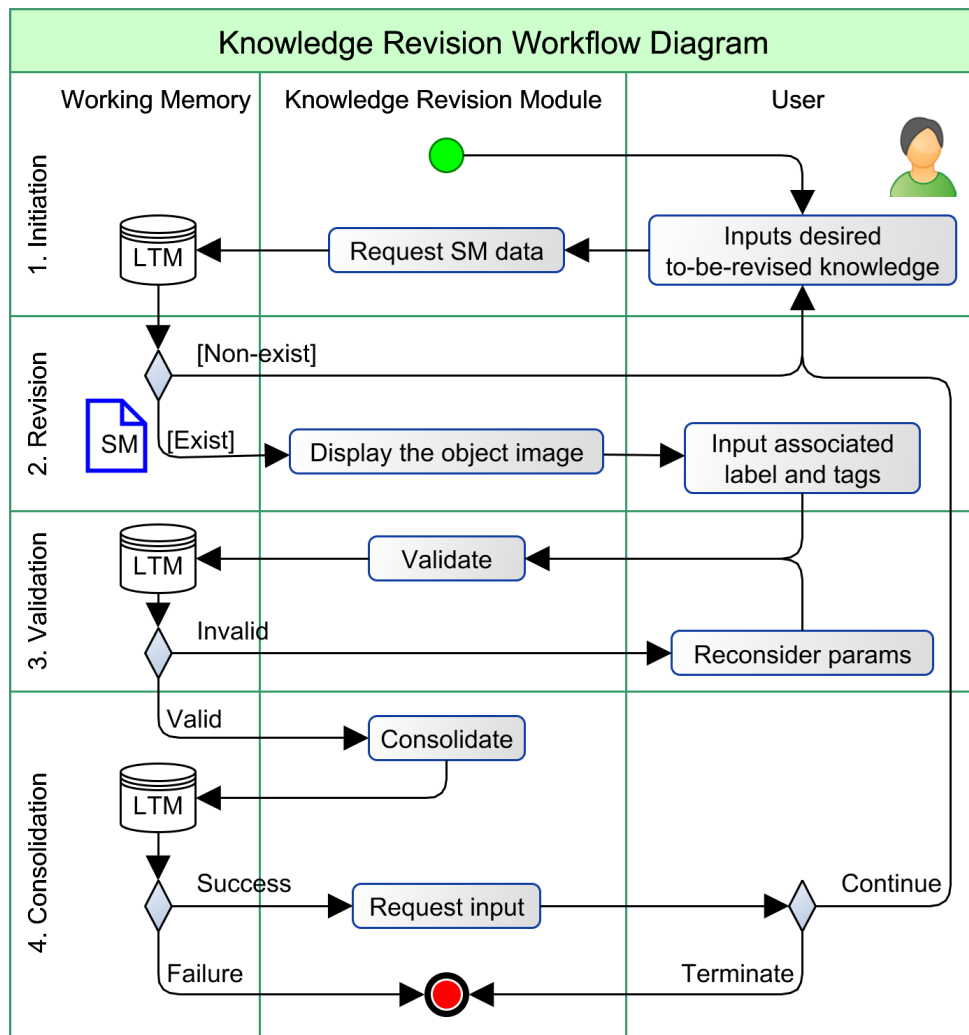 Knowledge Revision Workflow Diagram
Working Memory
Knowledge Revision Module
User
1. Initiation
LTM
Request SM data
Inputs desired
to-be-revised knowledge
2. Revision
[Non-exist]
SM
[Exist]
Display the object image
Input associated
label and tags
3. Validation
LTM
Validate
Invalid
Reconsider params
4. Consolidation
Valid
Consolidate
LTM
Success
Request input
Continue
Failure
Terminate